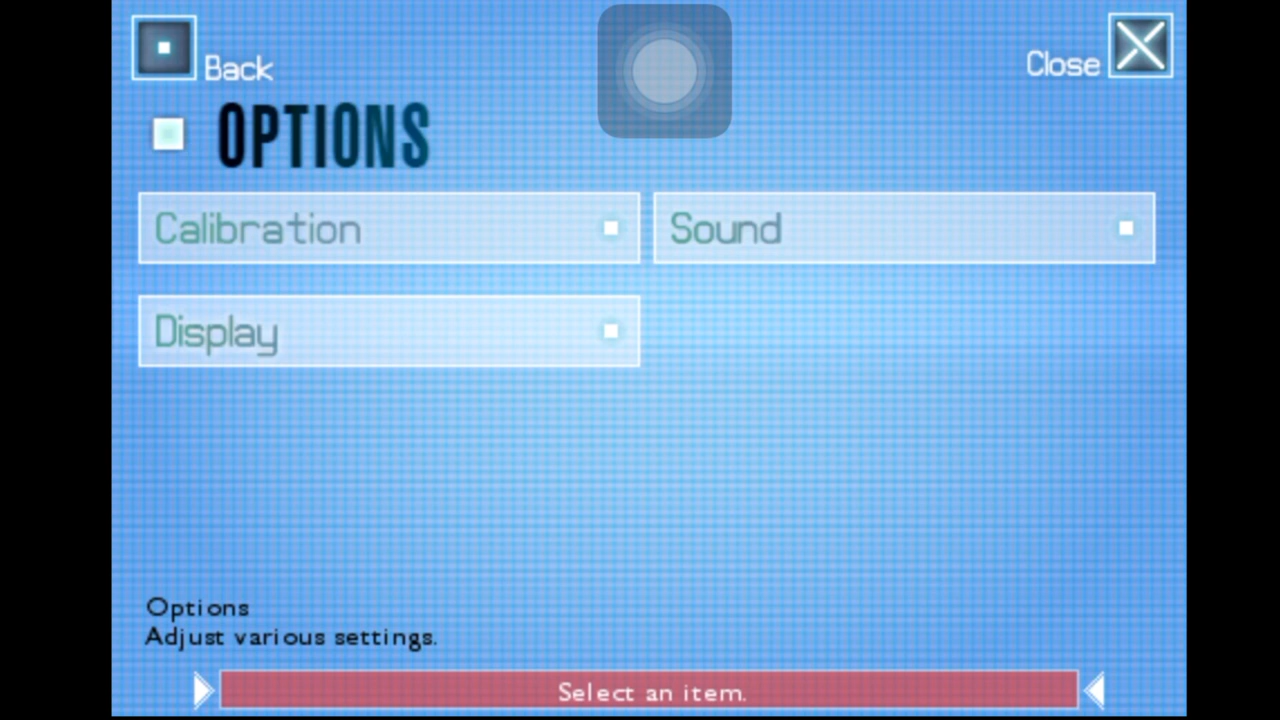 Back
Close
OPTIONS
Calibration
Sound
Display
Options
Adjust various settings.
Select an item.